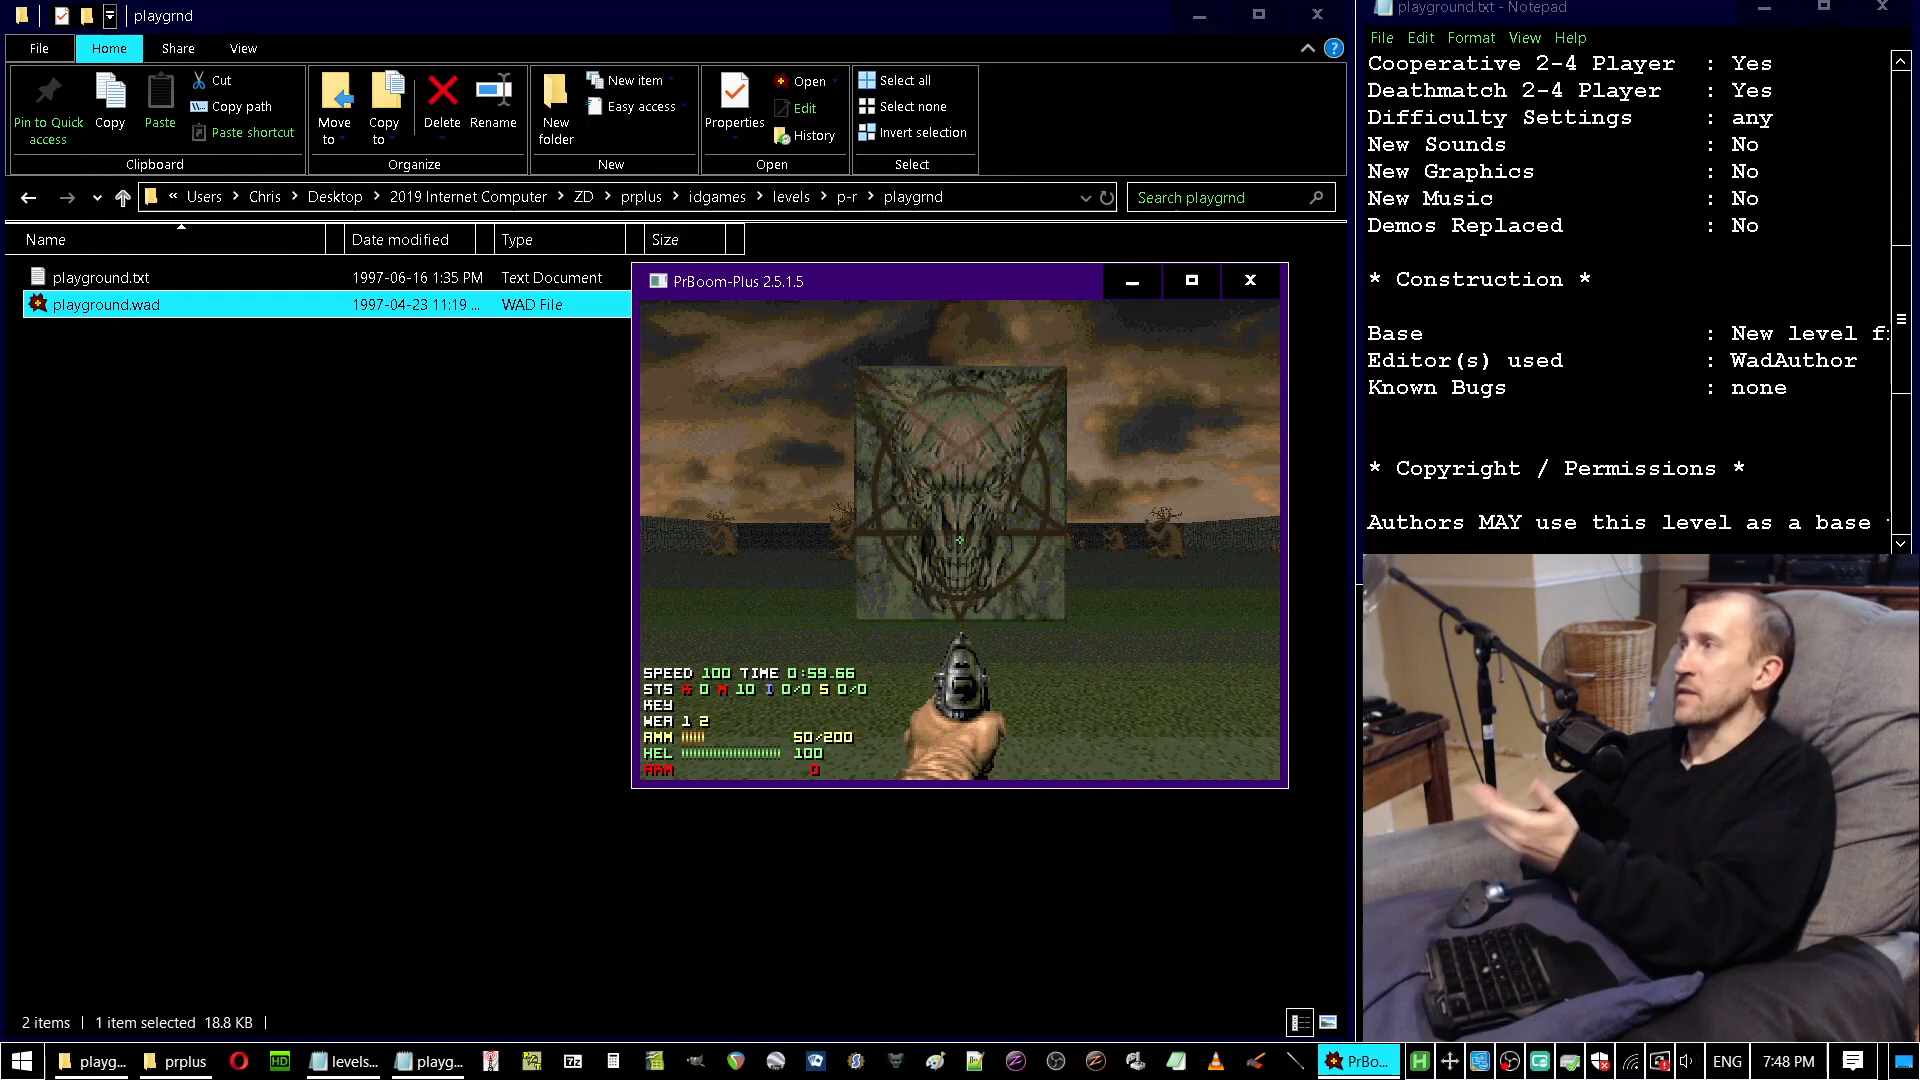 playgrnd
File Home Share View
Pin to Quick access
Copy
Paste
Cut
Copy path
Paste shortcut
Clipboard
Move to
Copy to
Delete
Rename
Organize
New folder
New item
Easy access
New
Properties
Open
Edit
History
Open
Select all
Select none
Invert selection
Select
« Users > Chris > Desktop > 2019 Internet Computer > ZD > prplus > idgames > levels > p-r > playgrnd
Search playgrnd
Name Date modified Type Size
playground.txt 1997-06-16 1:35 PM Text Document
playground.wad 1997-04-23 11:19 ... WAD File
PrBoom-Plus 2.5.1.5
SPEED 100 TIME 0:59.66
STS K 0 M 10 I 0/0 S 0/0
KEY
WEA 1 2
AMM 50/200
HEL 100
ARM 0
playground.txt - Notepad
File Edit Format View Help
Cooperative 2-4 Player : Yes
Deathmatch 2-4 Player : Yes
Difficulty Settings : any
New Sounds : No
New Graphics : No
New Music : No
Demos Replaced : No
* Construction *
Base : New level f
Editor(s) used : WadAuthor
Known Bugs : none
* Copyright / Permissions *
Authors MAY use this level as a base
2 items 1 item selected 18.8 KB
playg... prplus HD levels... playg... 7z PrBo... ENG 7:48 PM